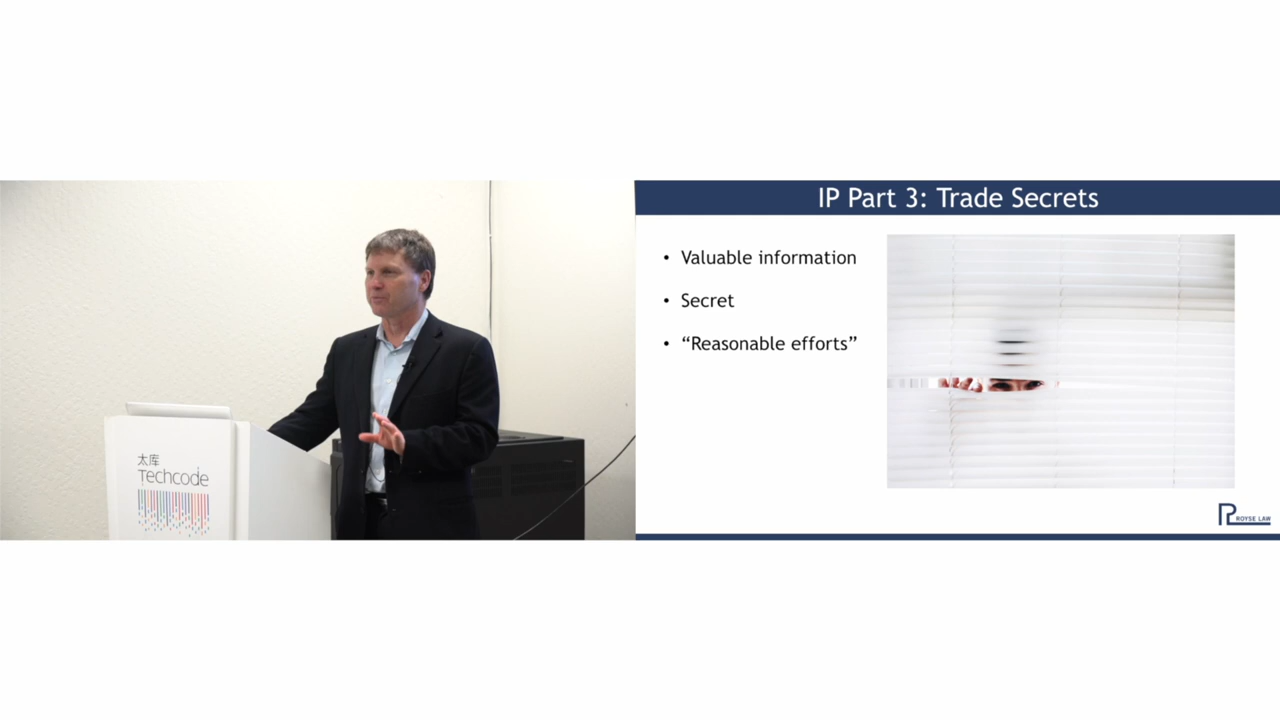 太库
Techcode
IP Part 3: Trade Secrets
• Valuable information
• Secret
• “Reasonable efforts”
ROYSE LAW